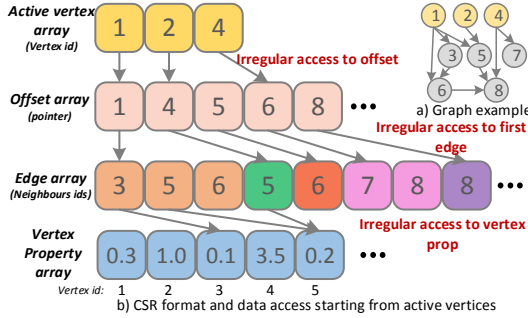 Active vertex
array
(Vertex id)
1 2 4
Irregular access to offset
1 2 4
3 5 7
6 8
a) Graph example
Offset array
(pointer)
1 4 5 6 8 •••
Irregular access to first
edge
Edge array
(Neighbours ids)
3 5 6 5 6 7 8 8 •••
Irregular access to vertex
prop
Vertex
Property
array
0.3 1.0 0.1 3.5 0.2 •••
Vertex id: 1 2 3 4 5
b) CSR format and data access starting from active vertices